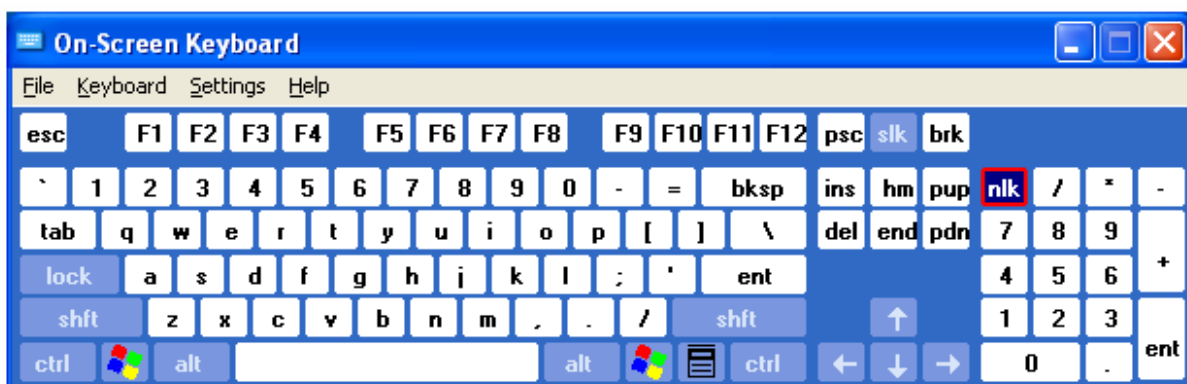 On-Screen Keyboard
File Keyboard Settings Help
esc F1 F2 F3 F4 F5 F6 F7 F8 F9 F10 F11 F12 psc slk brk
` 1 2 3 4 5 6 7 8 9 0 - = bksp ins hm pup nlk / * -
tab q w e r t y u i o p [ ] \ del end pdn 7 8 9 +
lock a s d f g h j k l ; ' ent 4 5 6
shft z x c v b n m , . / shft ↑ 1 2 3 ent
ctrl alt alt ctrl ← ↓ → 0 .